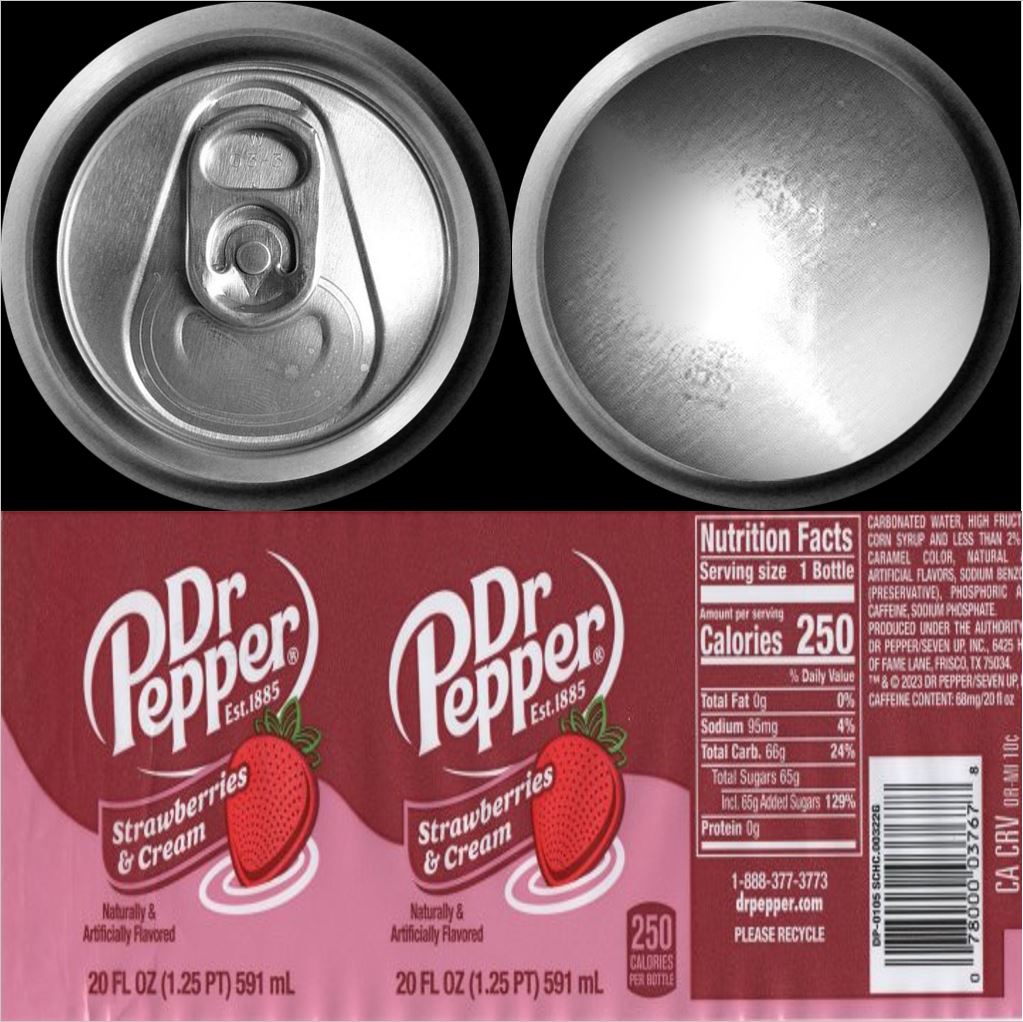 Dr
Pepper®
Est.1885
Strawberries
& Cream
Naturally &
Artificially Flavored
20 FL OZ (1.25 PT) 591 mL
Dr
Pepper®
Est.1885
Strawberries
& Cream
Naturally &
Artificially Flavored
20 FL OZ (1.25 PT) 591 mL
250
CALORIES
PER BOTTLE
Nutrition Facts
Serving size 1 Bottle
Amount per serving
Calories 250
% Daily Value
Total Fat 0g 0%
Sodium 95mg 4%
Total Carb. 66g 24%
Total Sugars 65g
Incl. 65g Added Sugars 129%
Protein 0g
1-888-377-3773
drpepper.com
PLEASE RECYCLE
CARBONATED WATER, HIGH
CORN SYRUP AND LESS THAN 2%
CARAMEL COLOR, NATURAL
ARTIFICIAL FLAVORS, SODIUM
(PRESERVATIVE), PHOSPHORIC
CAFFEINE, SODIUM PHOSPHATE.
PRODUCED UNDER THE AUTHORITY
DR PEPPER/SEVEN UP, INC., 6425
OF FAME LANE, FRISCO, TX 75034.
™ & © 2023 DR PEPPER/SEVEN UP,
CAFFEINE CONTENT: 68mg/20 fl oz
DIP-0105 SCHC.003226
0 78000 03767 8
CA CRV OR-MI 10¢